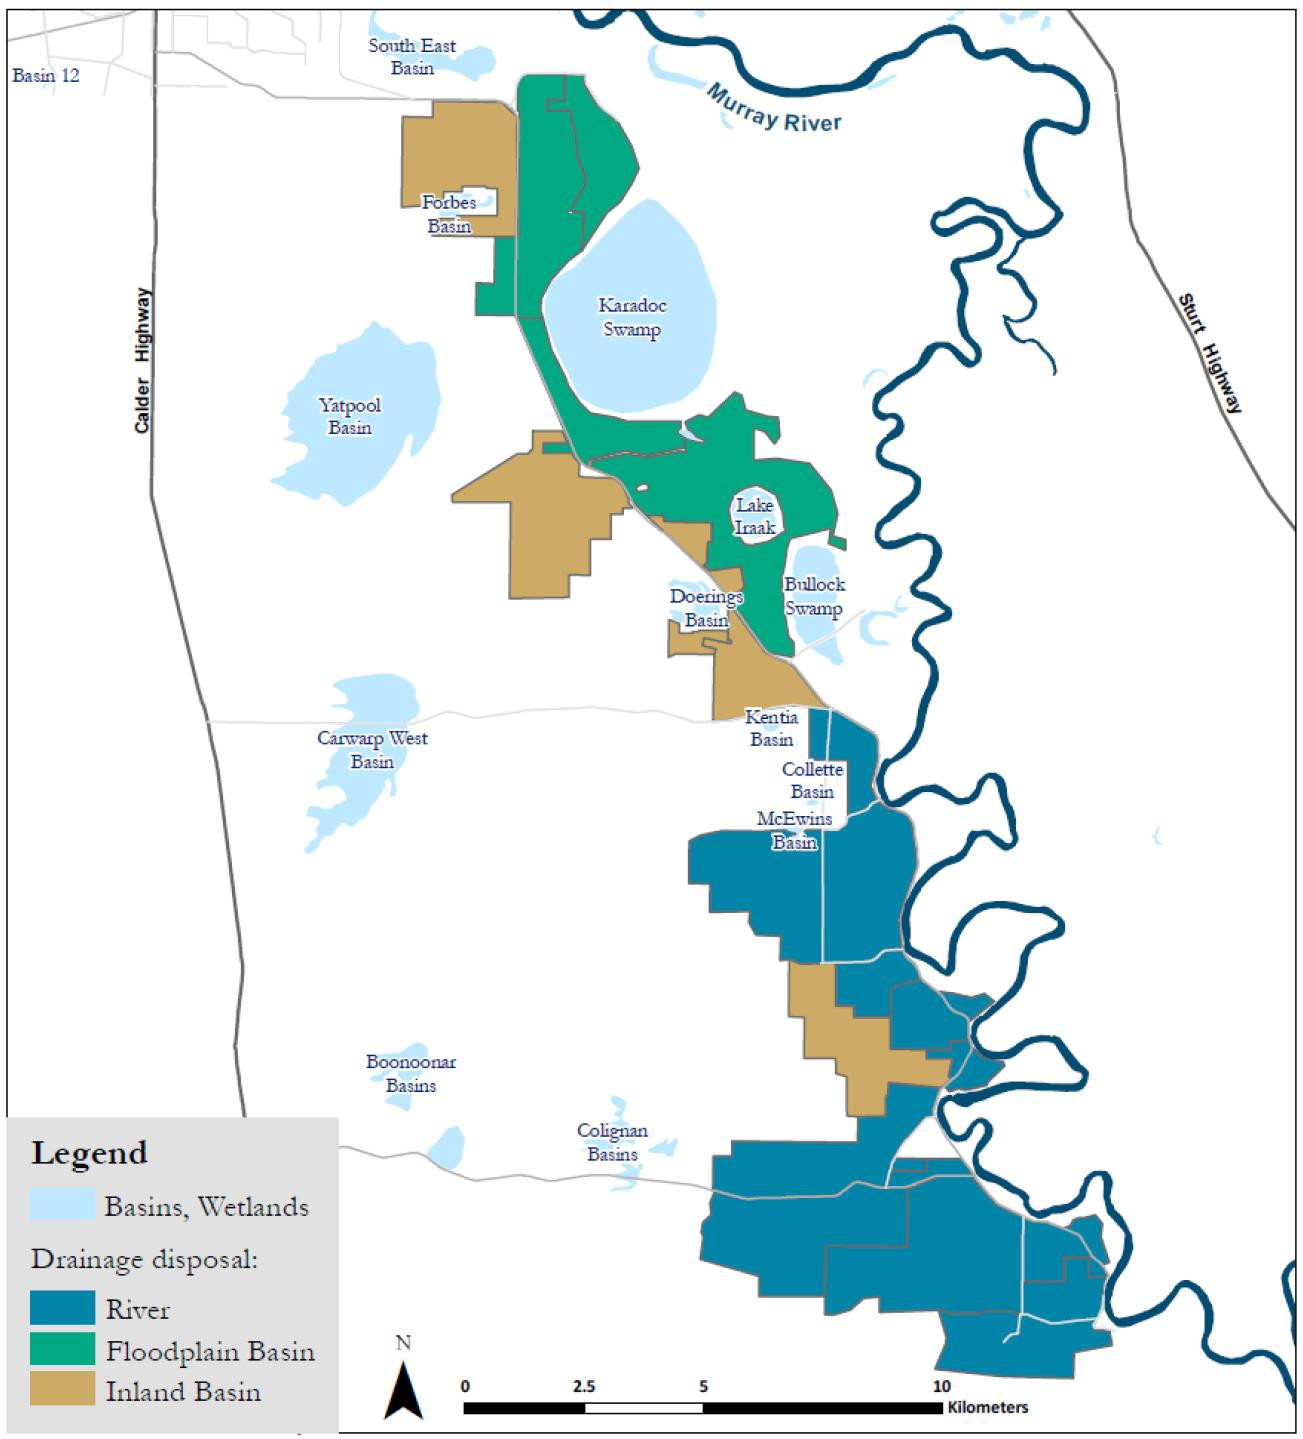 South East
Basin
Basin 12
Murray River
Forbes
Basin
Karadoc
Swamp
Calder Highway
Sturt Highway
Yatpool
Basin
Lake
Iraak
Bullock
Swamp
Doerings
Basin
Kentia
Basin
Carwarp West
Basin
Collette
Basin
McEwins
Basin
Boonoonar
Basins
Colignan
Basins
Legend
Basins, Wetlands
Drainage disposal:
River
Floodplain Basin
Inland Basin
N
0 2.5 5 10
Kilometers